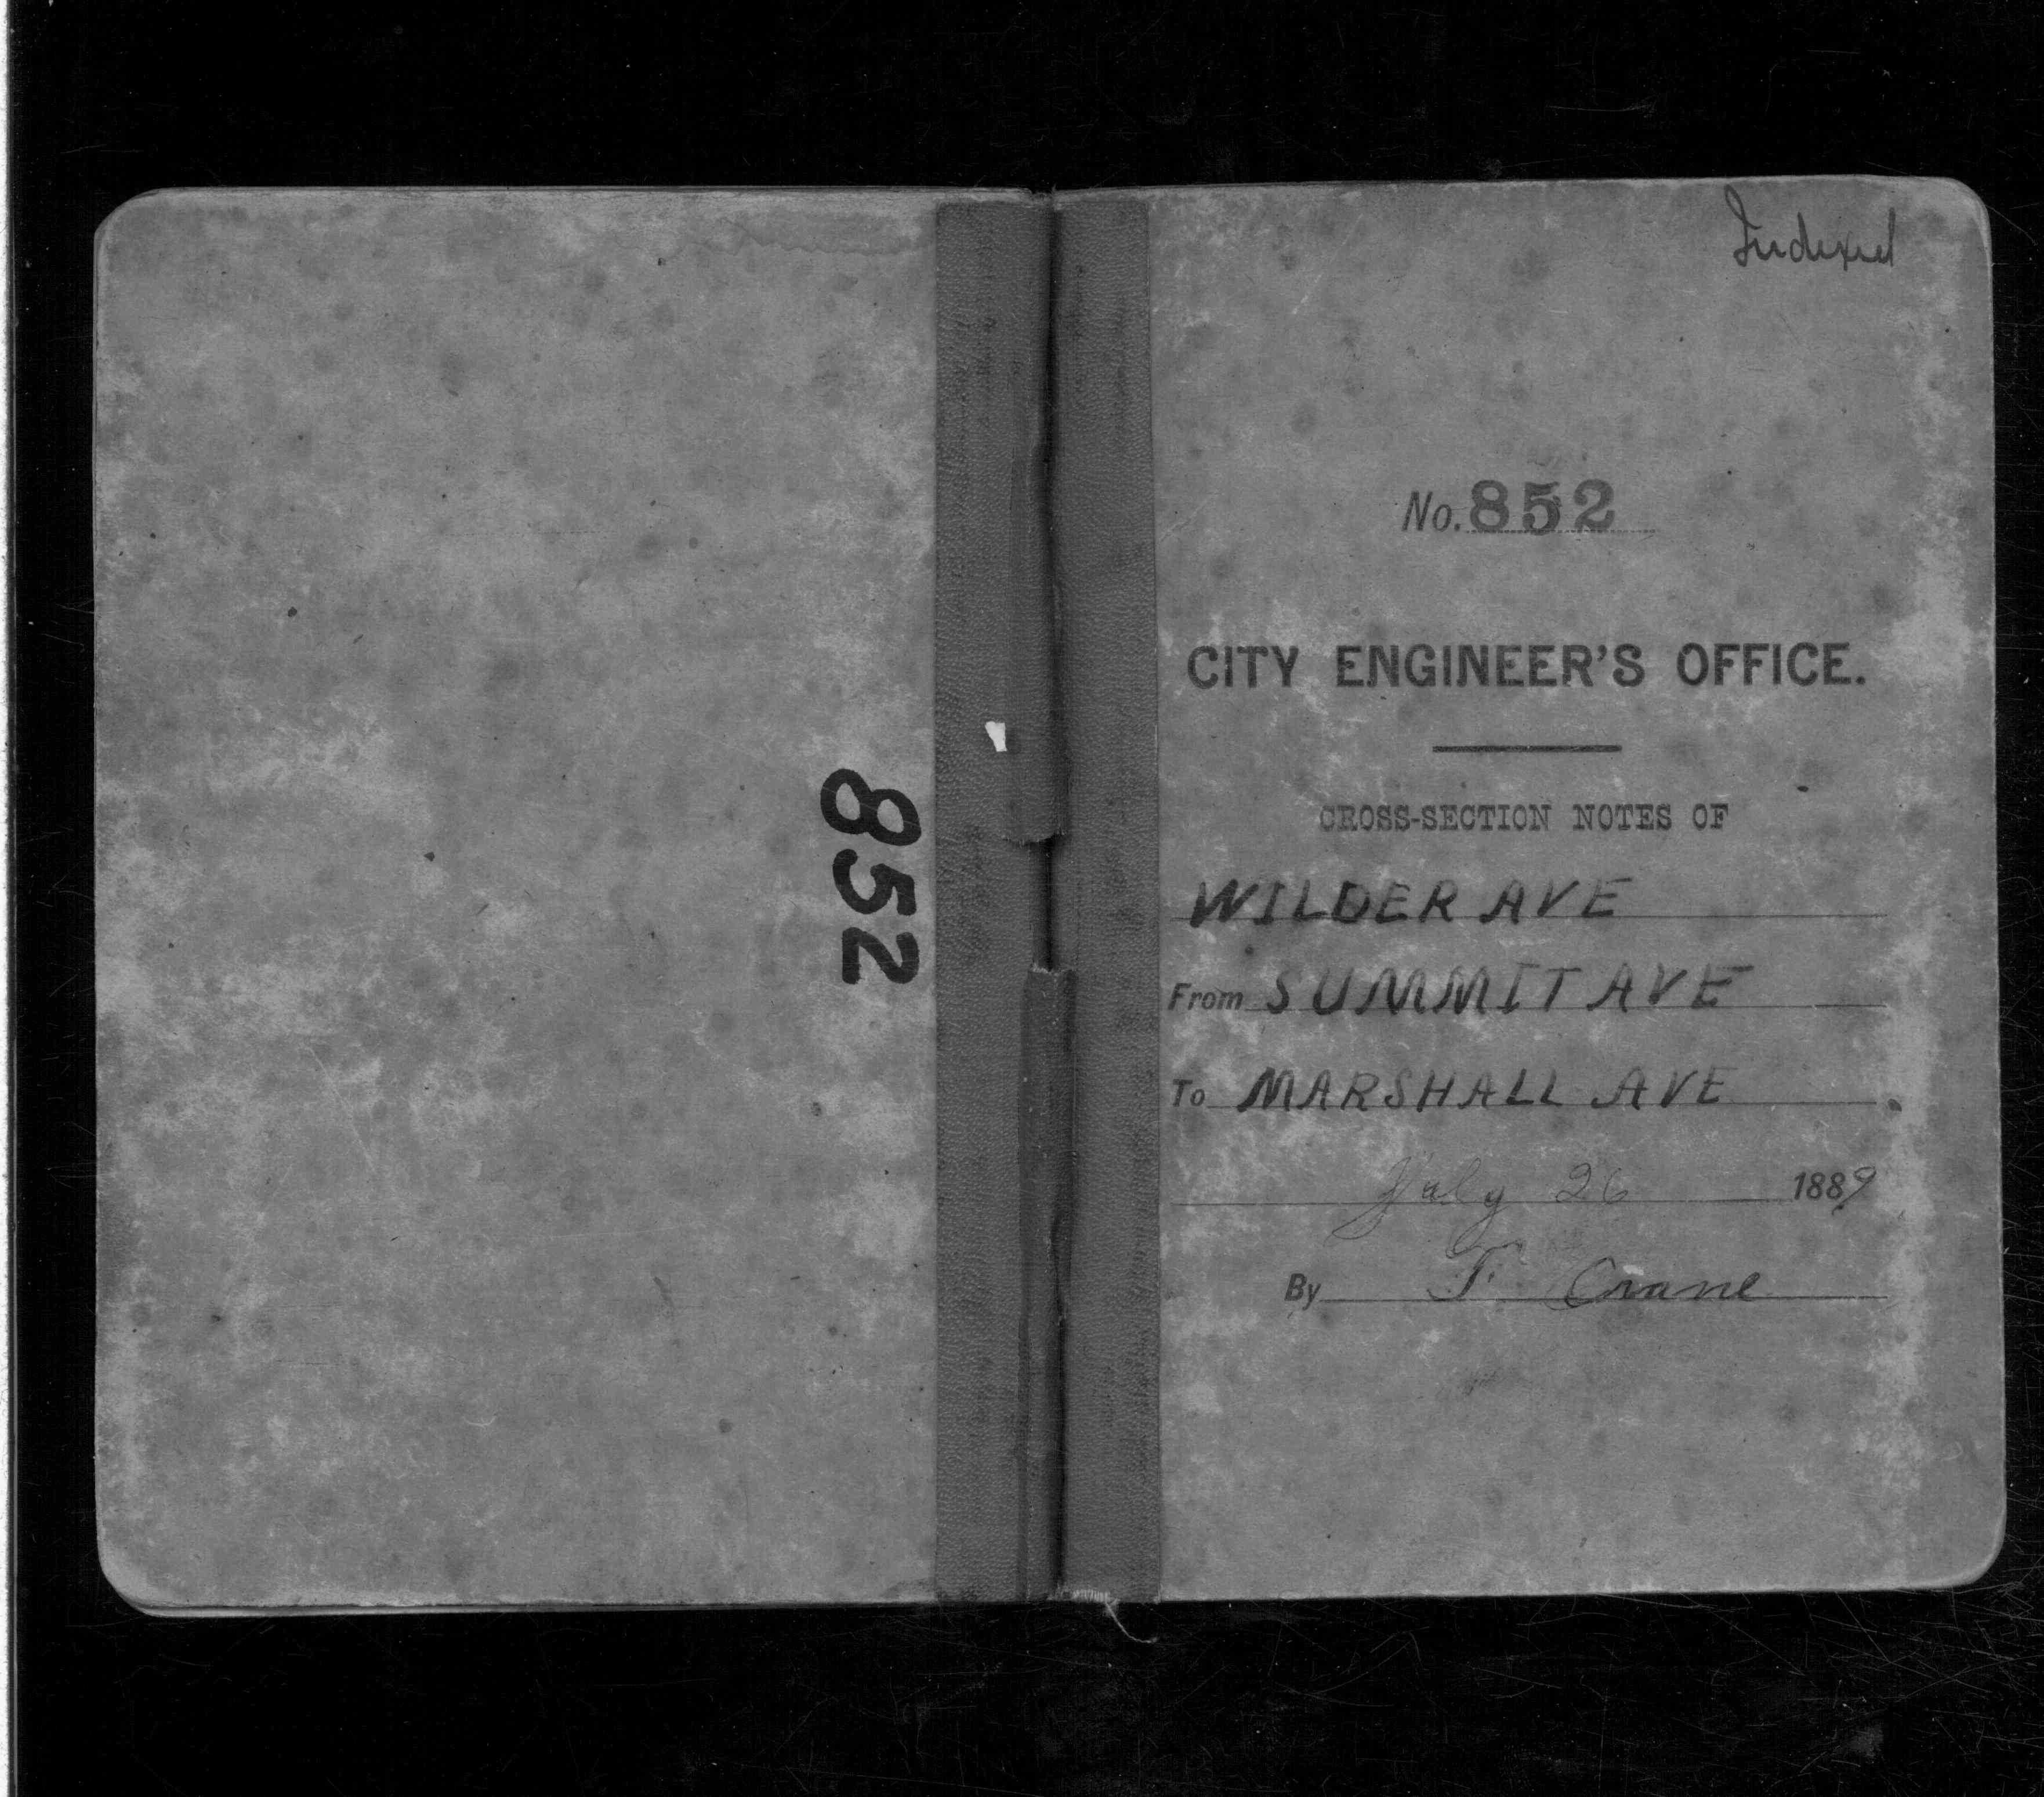 852
Indexed
No. 852
CITY ENGINEER'S OFFICE.
CROSS-SECTION NOTES OF
WILDER AVE
From SUMMIT AVE
To MARSHALL AVE
July 26 1889
By T. Crane